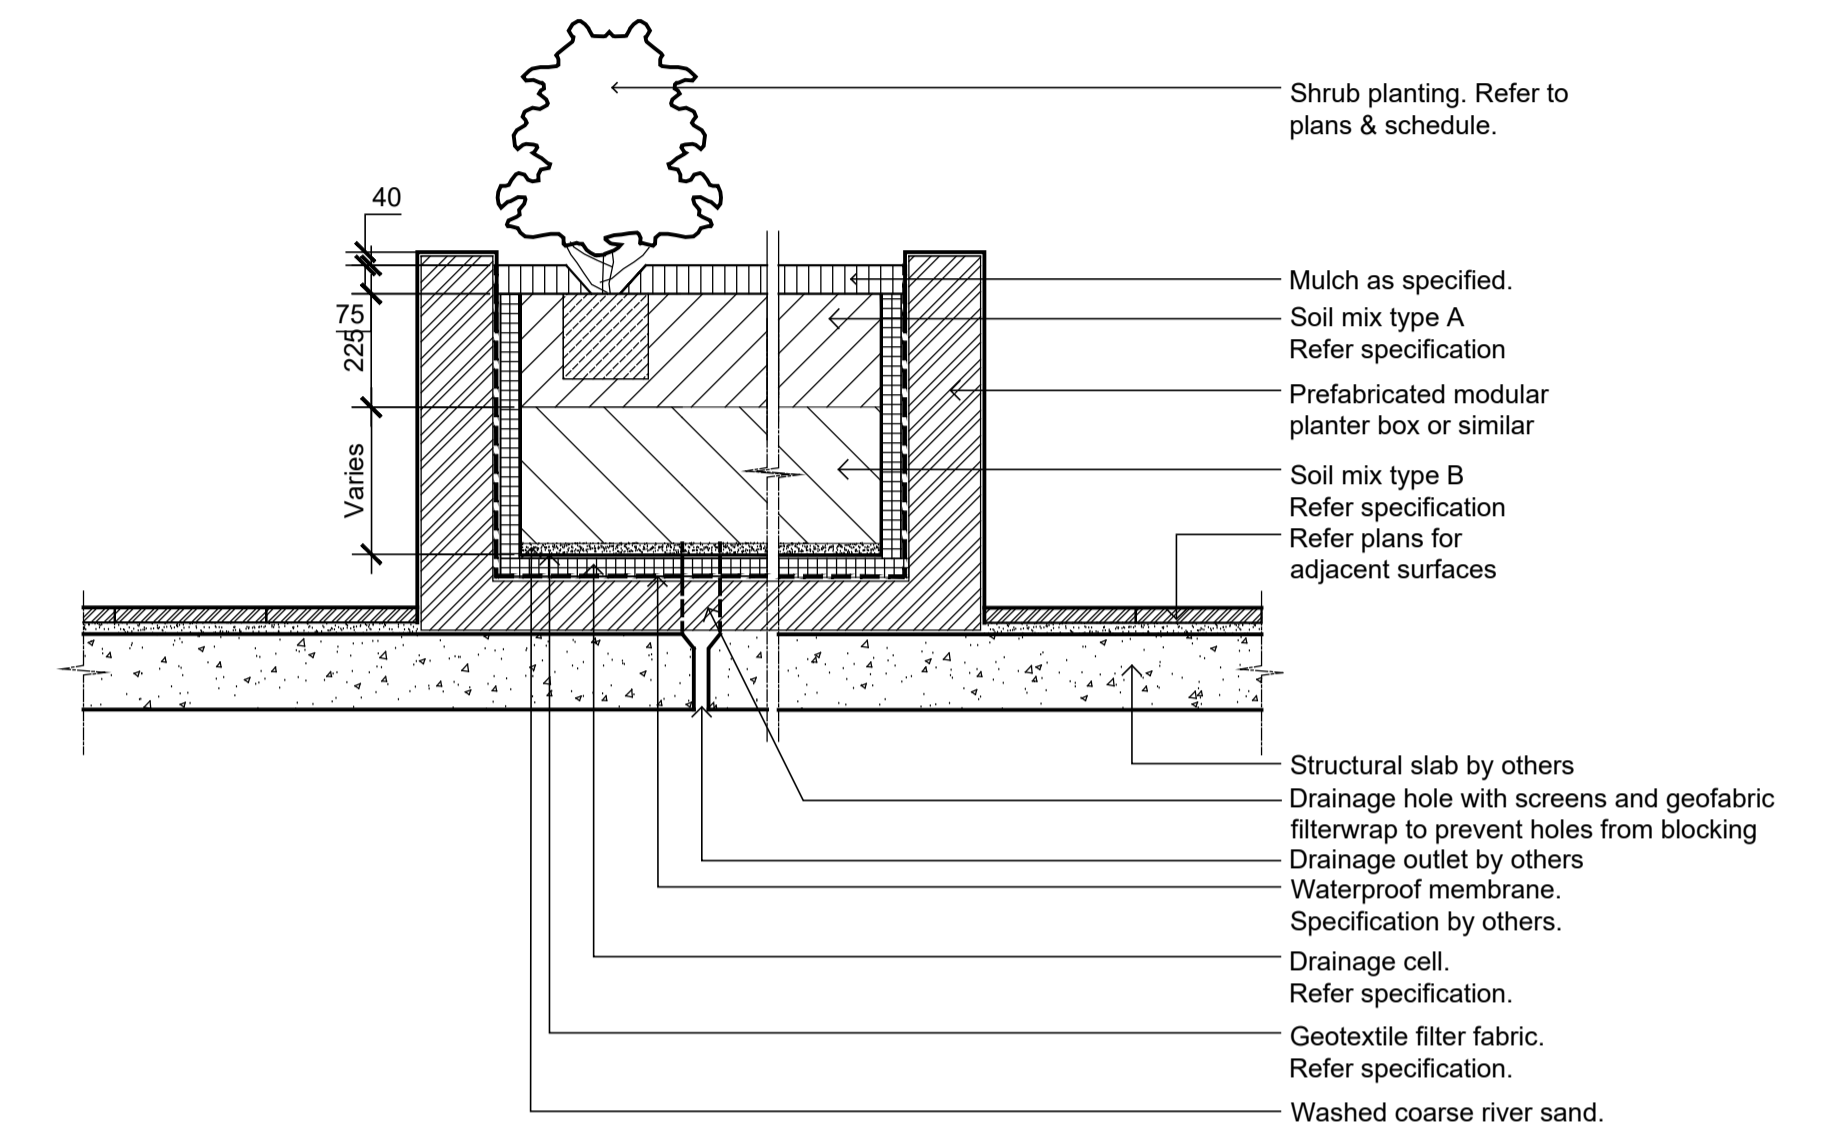 Shrub planting. Refer to
plans & schedule.
40
Mulch as specified.
75
225
Soil mix type A
Refer specification
Prefabricated modular
planter box or similar
Varies
Soil mix type B
Refer specification
Refer plans for
adjacent surfaces
Structural slab by others
Drainage hole with screens and geofabric
filterwrap to prevent holes from blocking
Drainage outlet by others
Waterproof membrane.
Specification by others.
Drainage cell.
Refer specification.
Geotextile filter fabric.
Refer specification.
Washed coarse river sand.